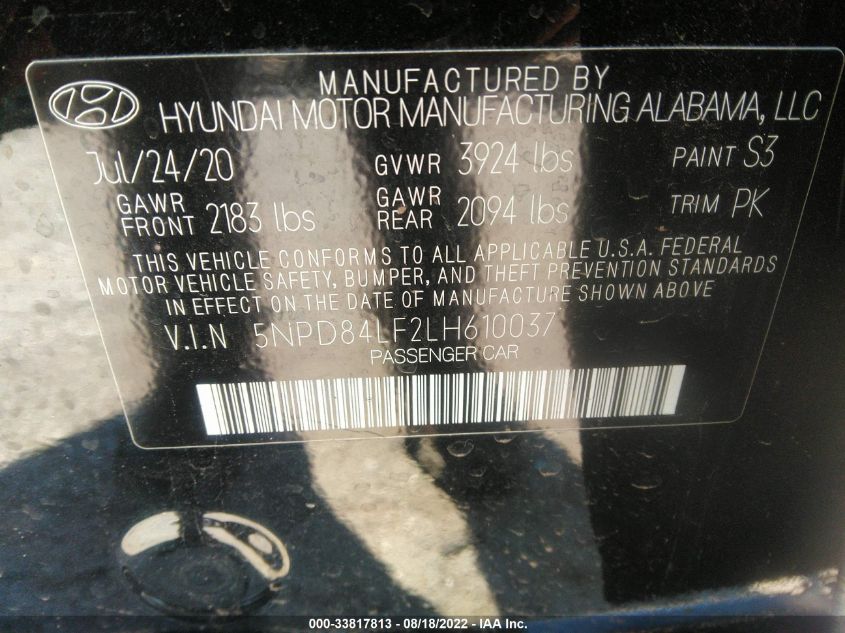 MANUFACTURED BY
HYUNDAI MOTOR MANUFACTURING ALABAMA, LLC
Jul/24/20 GVWR 3924 lbs PAINT S3
GAWR FRONT 2183 lbs GAWR REAR 2094 lbs TRIM PK
THIS VEHICLE CONFORMS TO ALL APPLICABLE U.S.A. FEDERAL
MOTOR VEHICLE SAFETY, BUMPER, AND THEFT PREVENTION STANDARDS
IN EFFECT ON THE DATE OF MANUFACTURE SHOWN ABOVE
V.I.N 5NPD84LF2LH610037
PASSENGER CAR
000-33817813 - 08/18/2022 - IAA Inc.